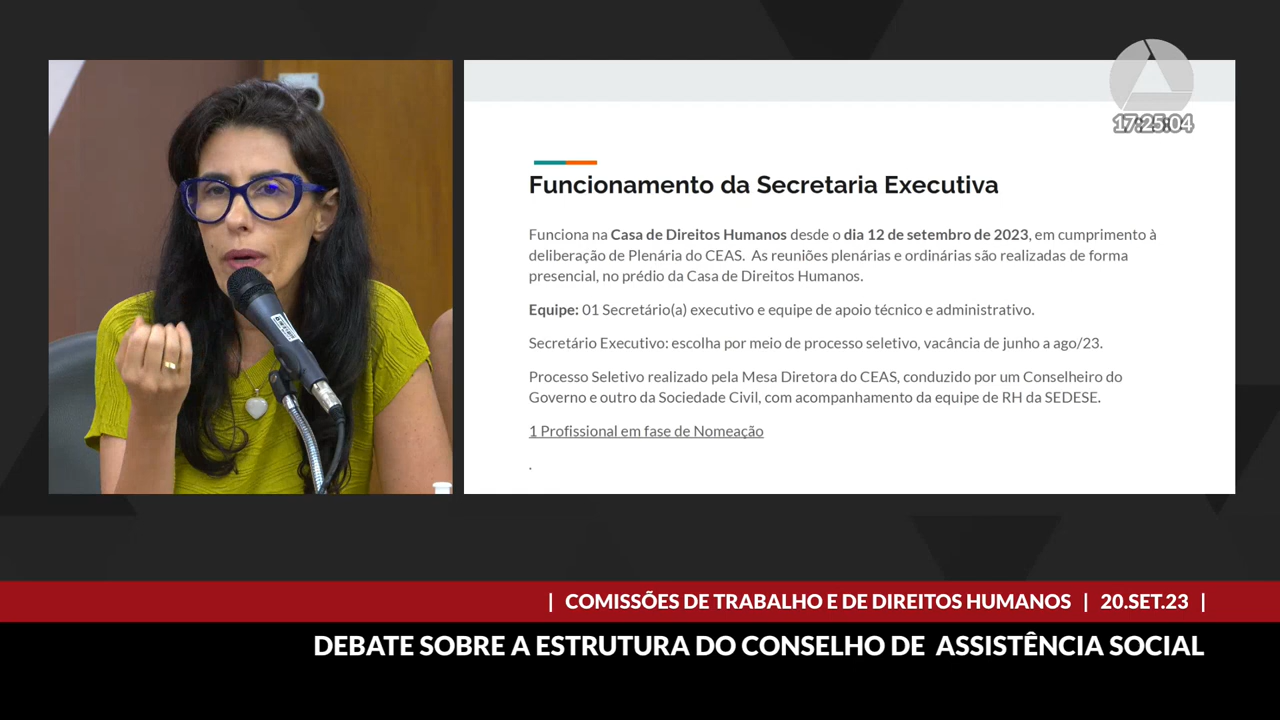 17:25:04
Funcionamento da Secretaria Executiva
Funciona na Casa de Direitos Humanos desde o dia 12 de setembro de 2023, em cumprimento à
deliberação de Plenária do CEAS.  As reuniões plenárias e ordinárias são realizadas de forma
presencial, no prédio da Casa de Direitos Humanos.
Equipe: 01 Secretário(a) executivo e equipe de apoio técnico e administrativo.
Secretário Executivo: escolha por meio de processo seletivo, vacância de junho a ago/23.
Processo Seletivo realizado pela Mesa Diretora do CEAS, conduzido por um Conselheiro do
Governo e outro da Sociedade Civil, com acompanhamento da equipe de RH da SEDESE.
1 Profissional em fase de Nomeação
.
| COMISSÕES DE TRABALHO E DE DIREITOS HUMANOS | 20.SET.23 |
DEBATE SOBRE A ESTRUTURA DO CONSELHO DE  ASSISTÊNCIA SOCIAL